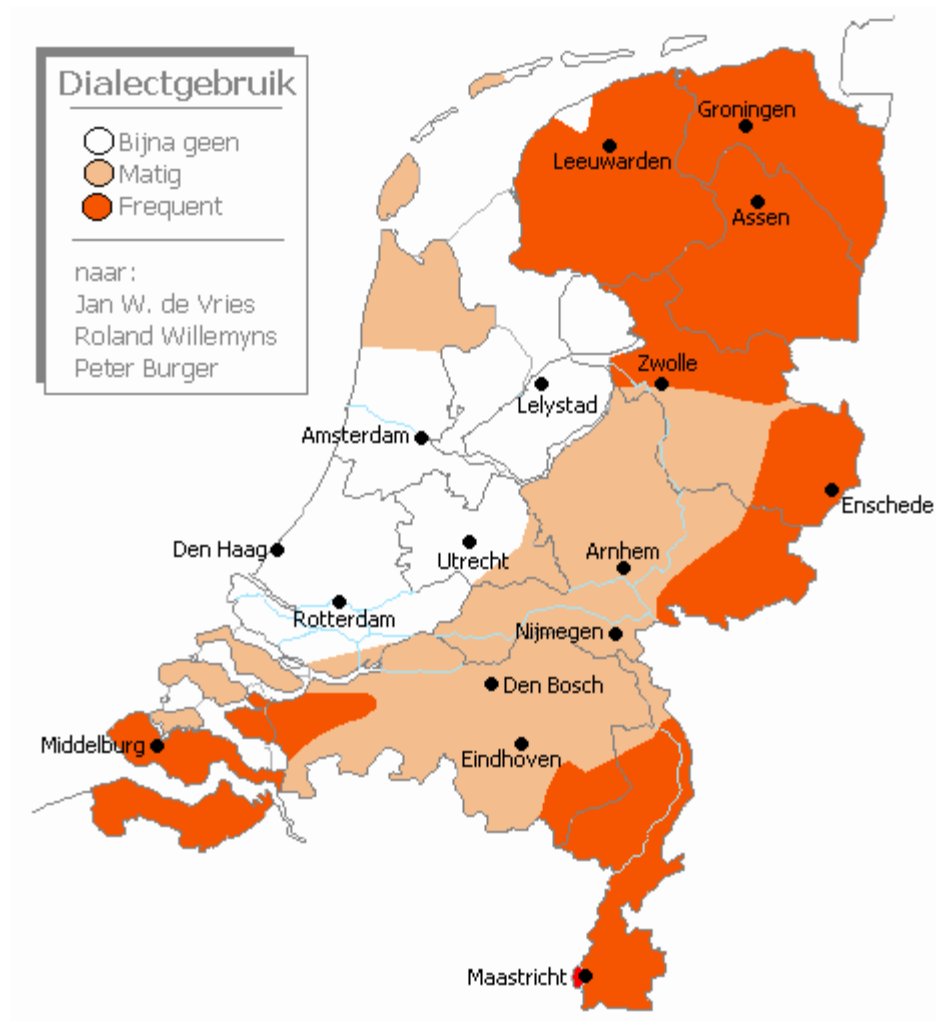 Dialectgebruik
Bijna geen
Matig
Frequent
naar:
Jan W. de Vries
Roland Willemyns
Peter Burger
Groningen
Leeuwarden
Assen
Zwolle
Lelystad
Amsterdam
Enschede
Den Haag
Utrecht
Arnhem
Rotterdam
Nijmegen
Den Bosch
Middelburg
Eindhoven
Maastricht